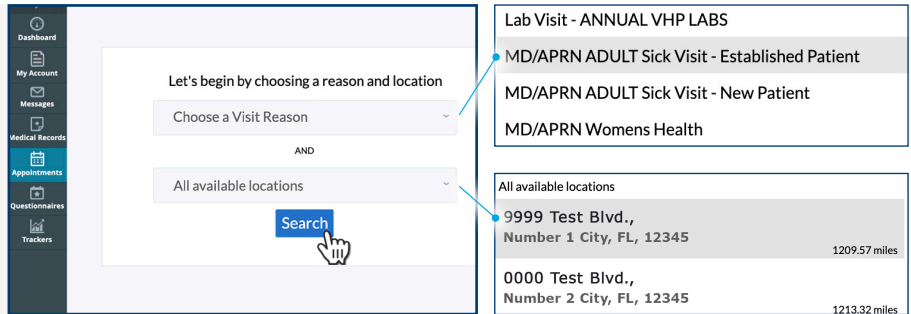 Dashboard
My Account
Messages
Medical Records
Appointments
Questionnaires
Trackers
Let's begin by choosing a reason and location
Choose a Visit Reason
AND
All available locations
Search
Lab Visit - ANNUAL VHP LABS
MD/APRN ADULT Sick Visit - Established Patient
MD/APRN ADULT Sick Visit - New Patient
MD/APRN Womens Health
All available locations
9999 Test Blvd.,
Number 1 City, FL, 12345
1209.57 miles
0000 Test Blvd.,
Number 2 City, FL, 12345
1213.32 miles